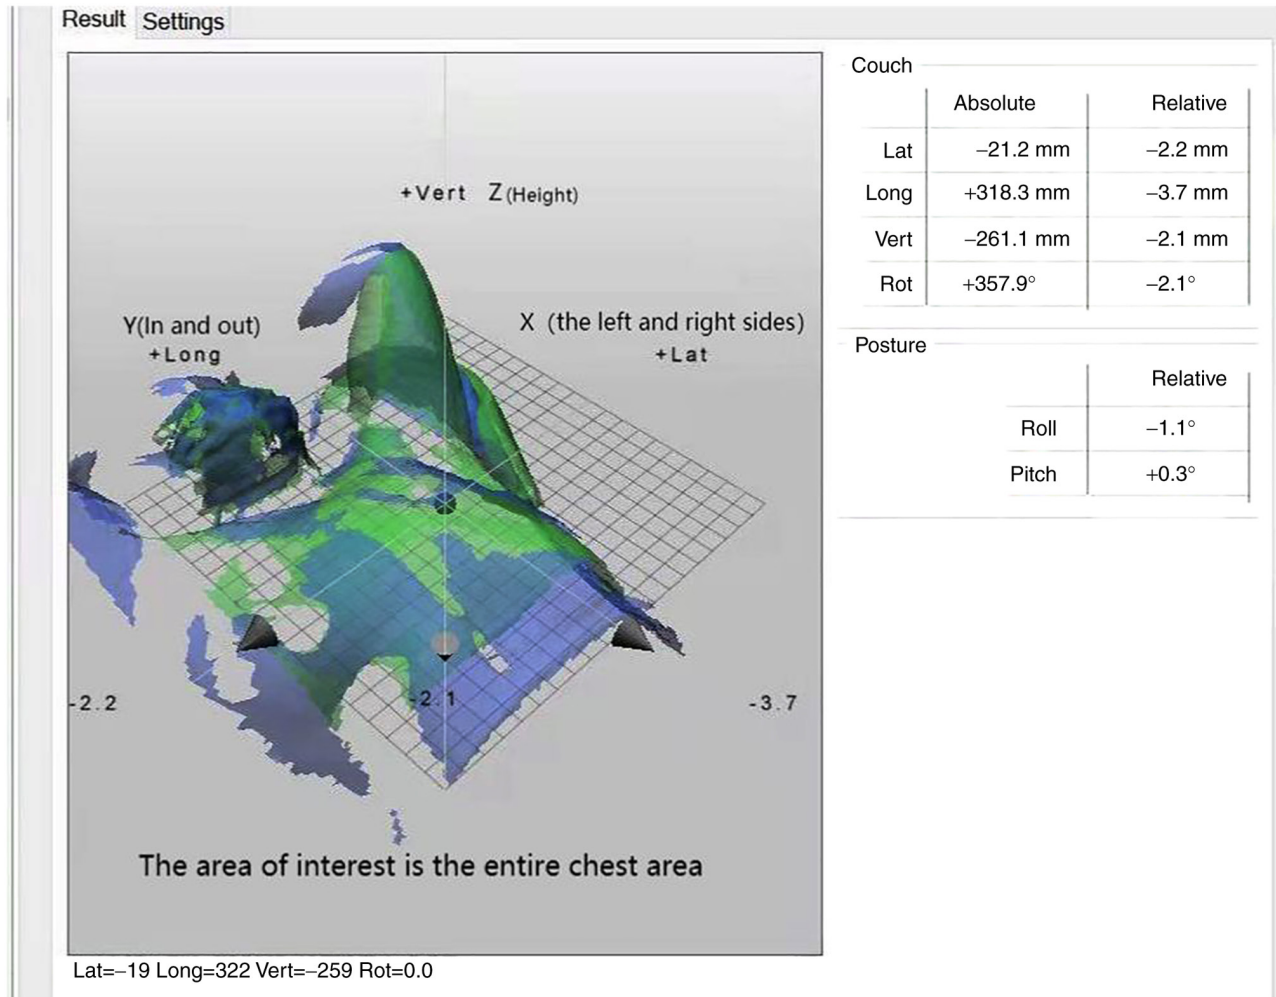 Result Settings
Couch
Absolute Relative
Lat −21.2 mm −2.2 mm
Long +318.3 mm −3.7 mm
Vert −261.1 mm −2.1 mm
Rot +357.9° −2.1°
Posture
Relative
Roll −1.1°
Pitch +0.3°
+Vert Z(Height)
Y(In and out)
+Long
X (the left and right sides)
+Lat
-2.2
-2.1
-3.7
The area of interest is the entire chest area
Lat=−19 Long=322 Vert=−259 Rot=0.0